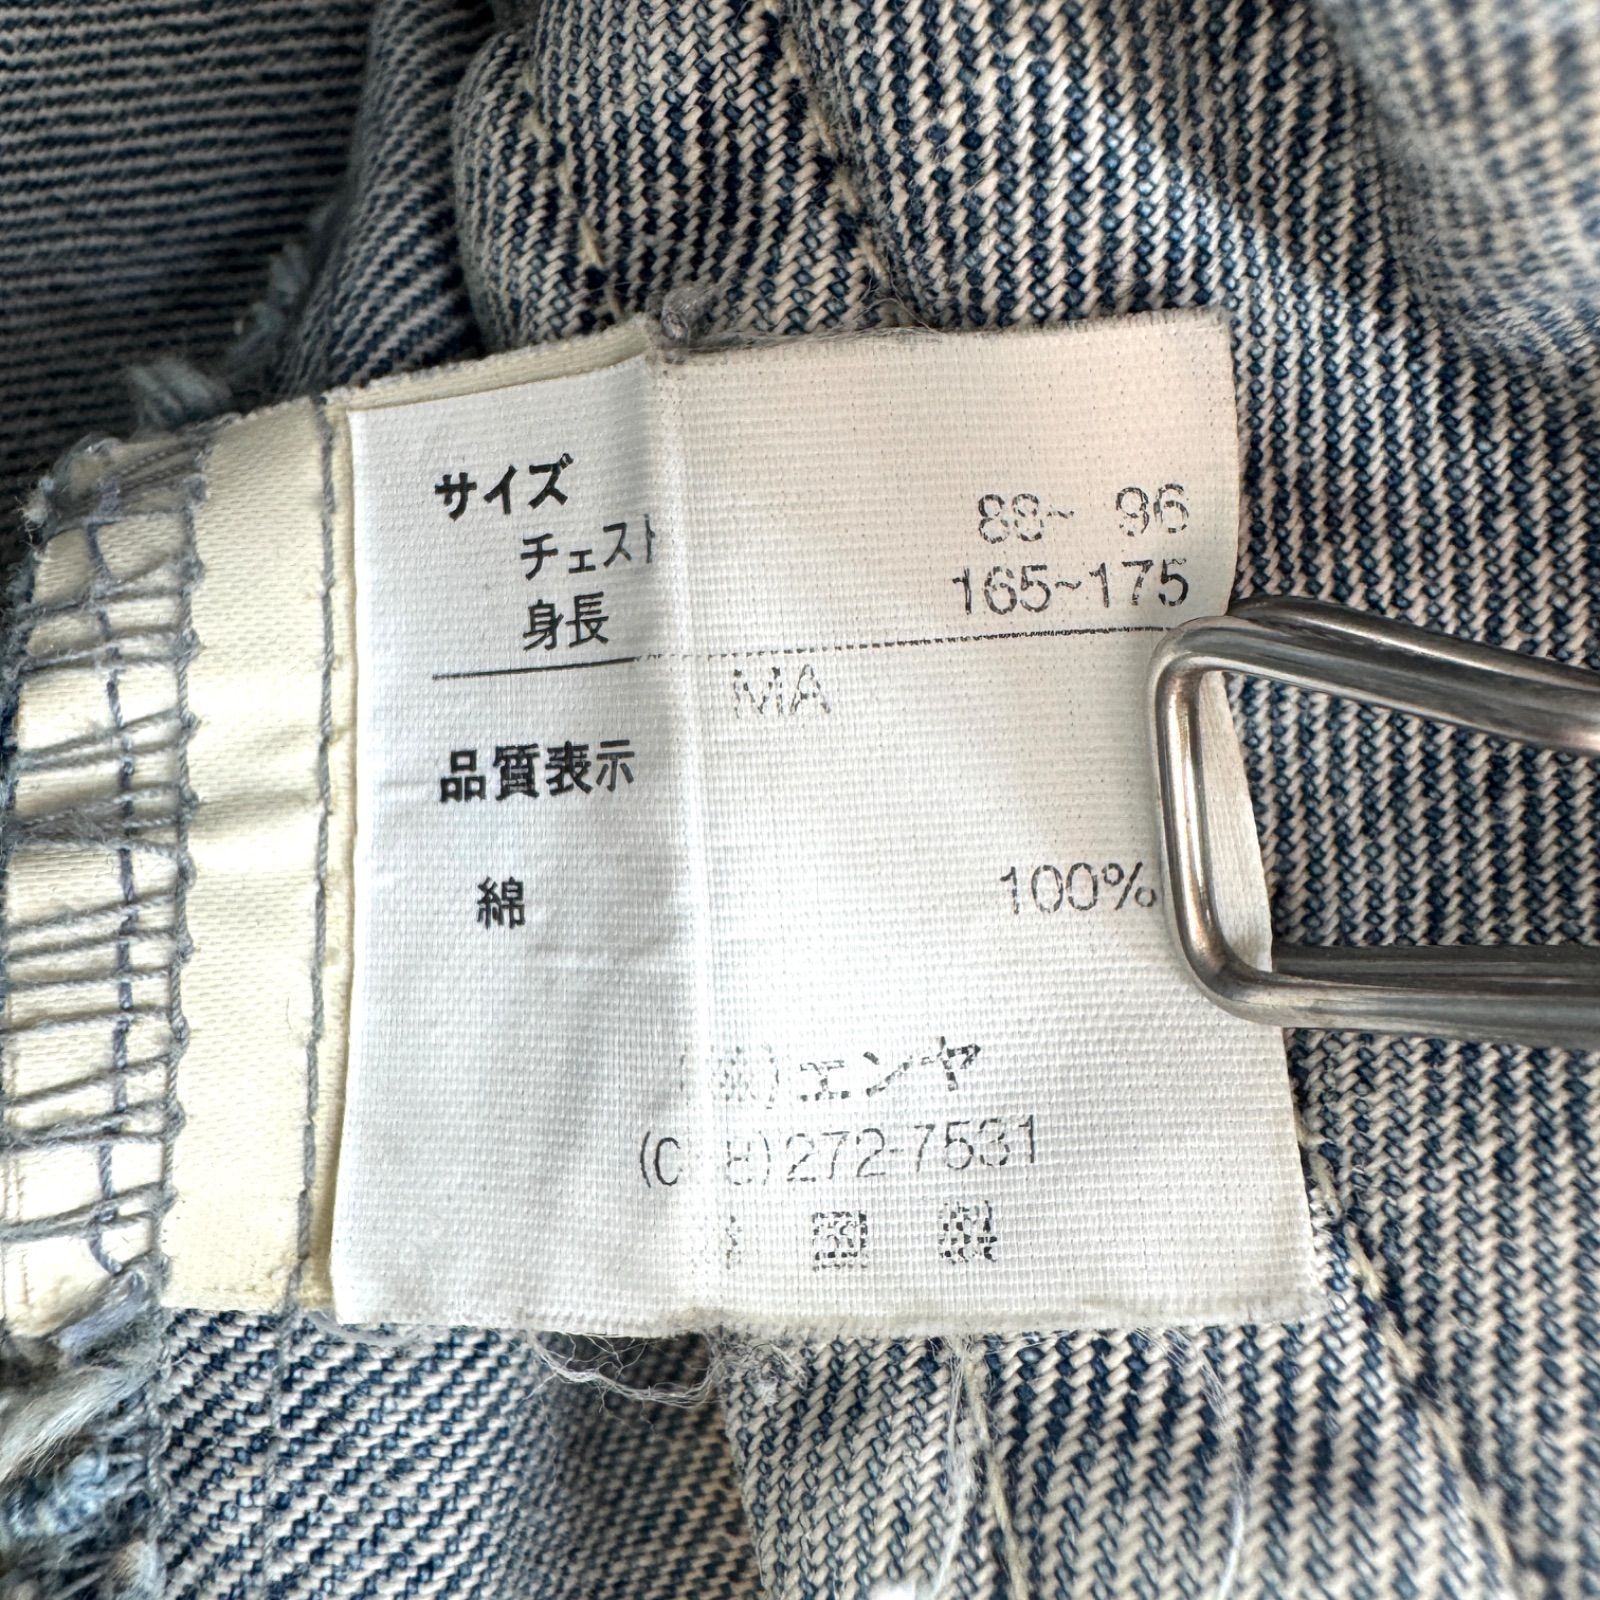 サイズ
チェスト 88~ 96
身長 165~175
MA
品質表示
綿 100%
(株)エンヤ
272-7531